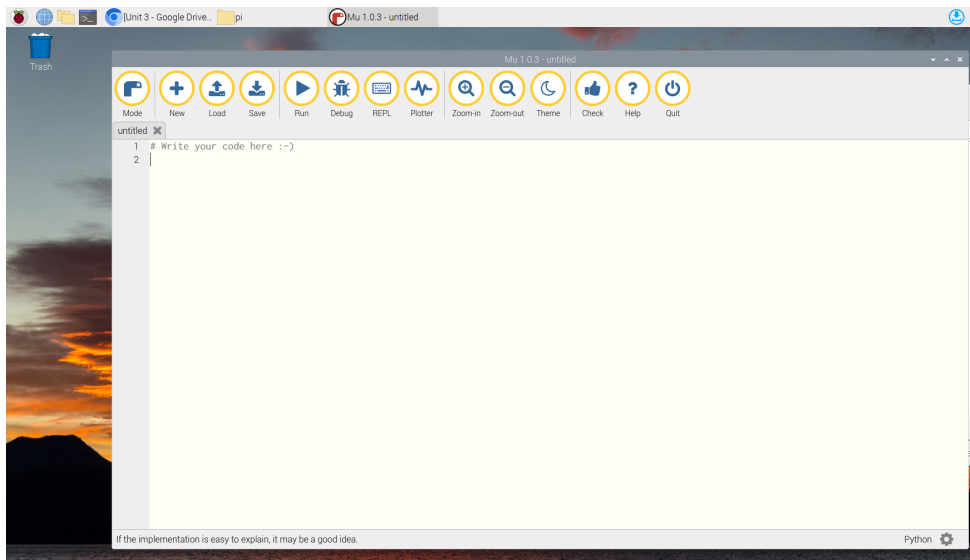 [Unit 3 - Google Drive... pi Mu 1.0.3 - untitled
Trash
Mu 1.0.3 - untitled
Mode New Load Save Run Debug REPL Plotter Zoom-in Zoom-out Theme Check Help Quit
untitled
1 # Write your code here :-)
2
If the implementation is easy to explain, it may be a good idea. Python